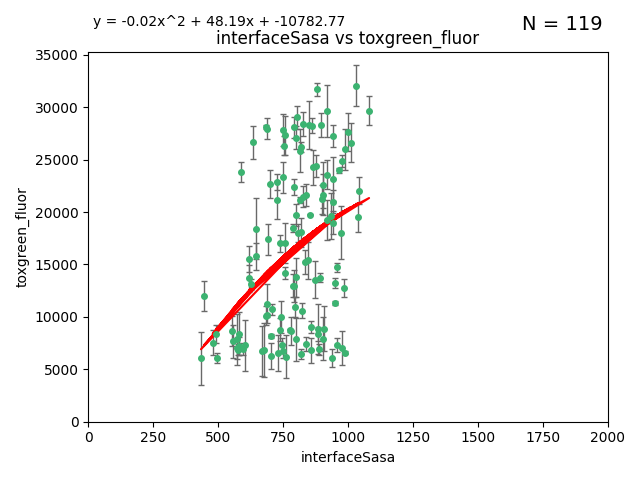 y = -0.02x^2 + 48.19x + -10782.77
N = 119
interfaceSasa vs toxgreen_fluor
35000
30000
25000
20000
15000
10000
5000
0
toxgreen_fluor
0 250 500 750 1000 1250 1500 1750 2000
interfaceSasa